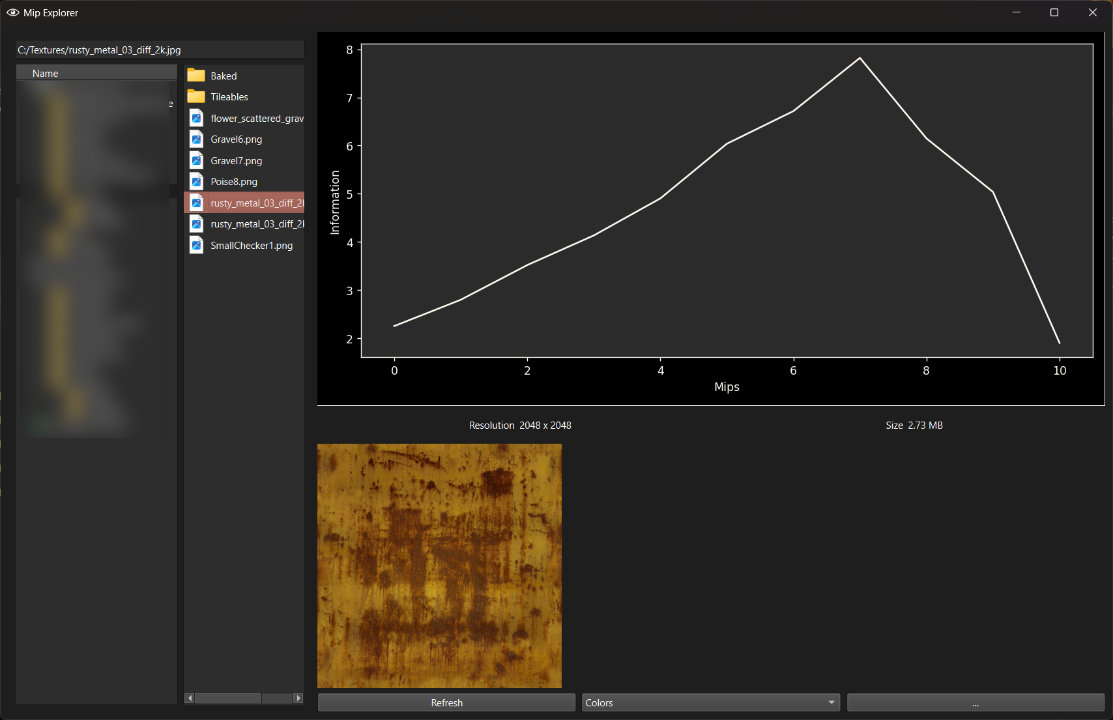 Mip Explorer
C:/Textures/rusty_metal_03_diff_2k.jpg
Name
e
Baked
Tileables
flower_scattered_grav
Gravel6.png
Gravel7.png
Poise8.png
rusty_metal_03_diff_2k
rusty_metal_03_diff_2k
SmallChecker1.png
8
7
6
5
4
3
2
Information
0 2 4 6 8 10
Mips
Resolution 2048 x 2048 Size 2.73 MB
Refresh Colors ...